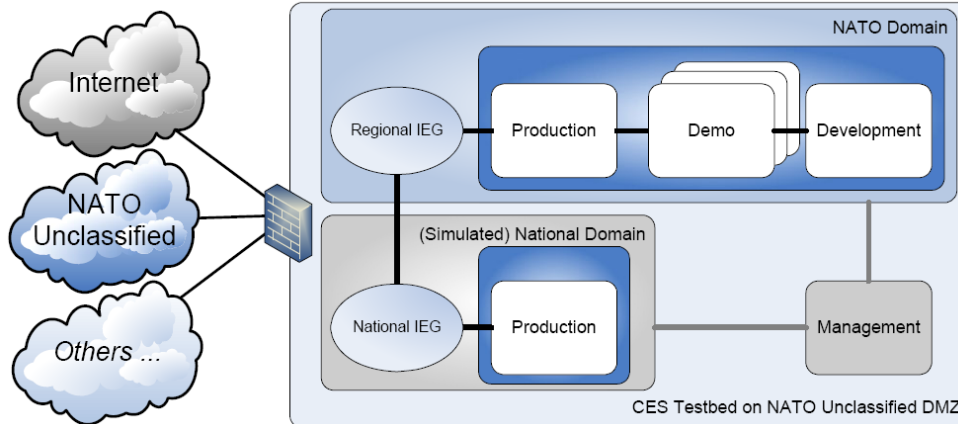 Internet
NATO
Unclassified
Others ...
NATO Domain
Regional IEG
Production
Demo
Development
(Simulated) National Domain
National IEG
Production
Management
CES Testbed on NATO Unclassified DMZ